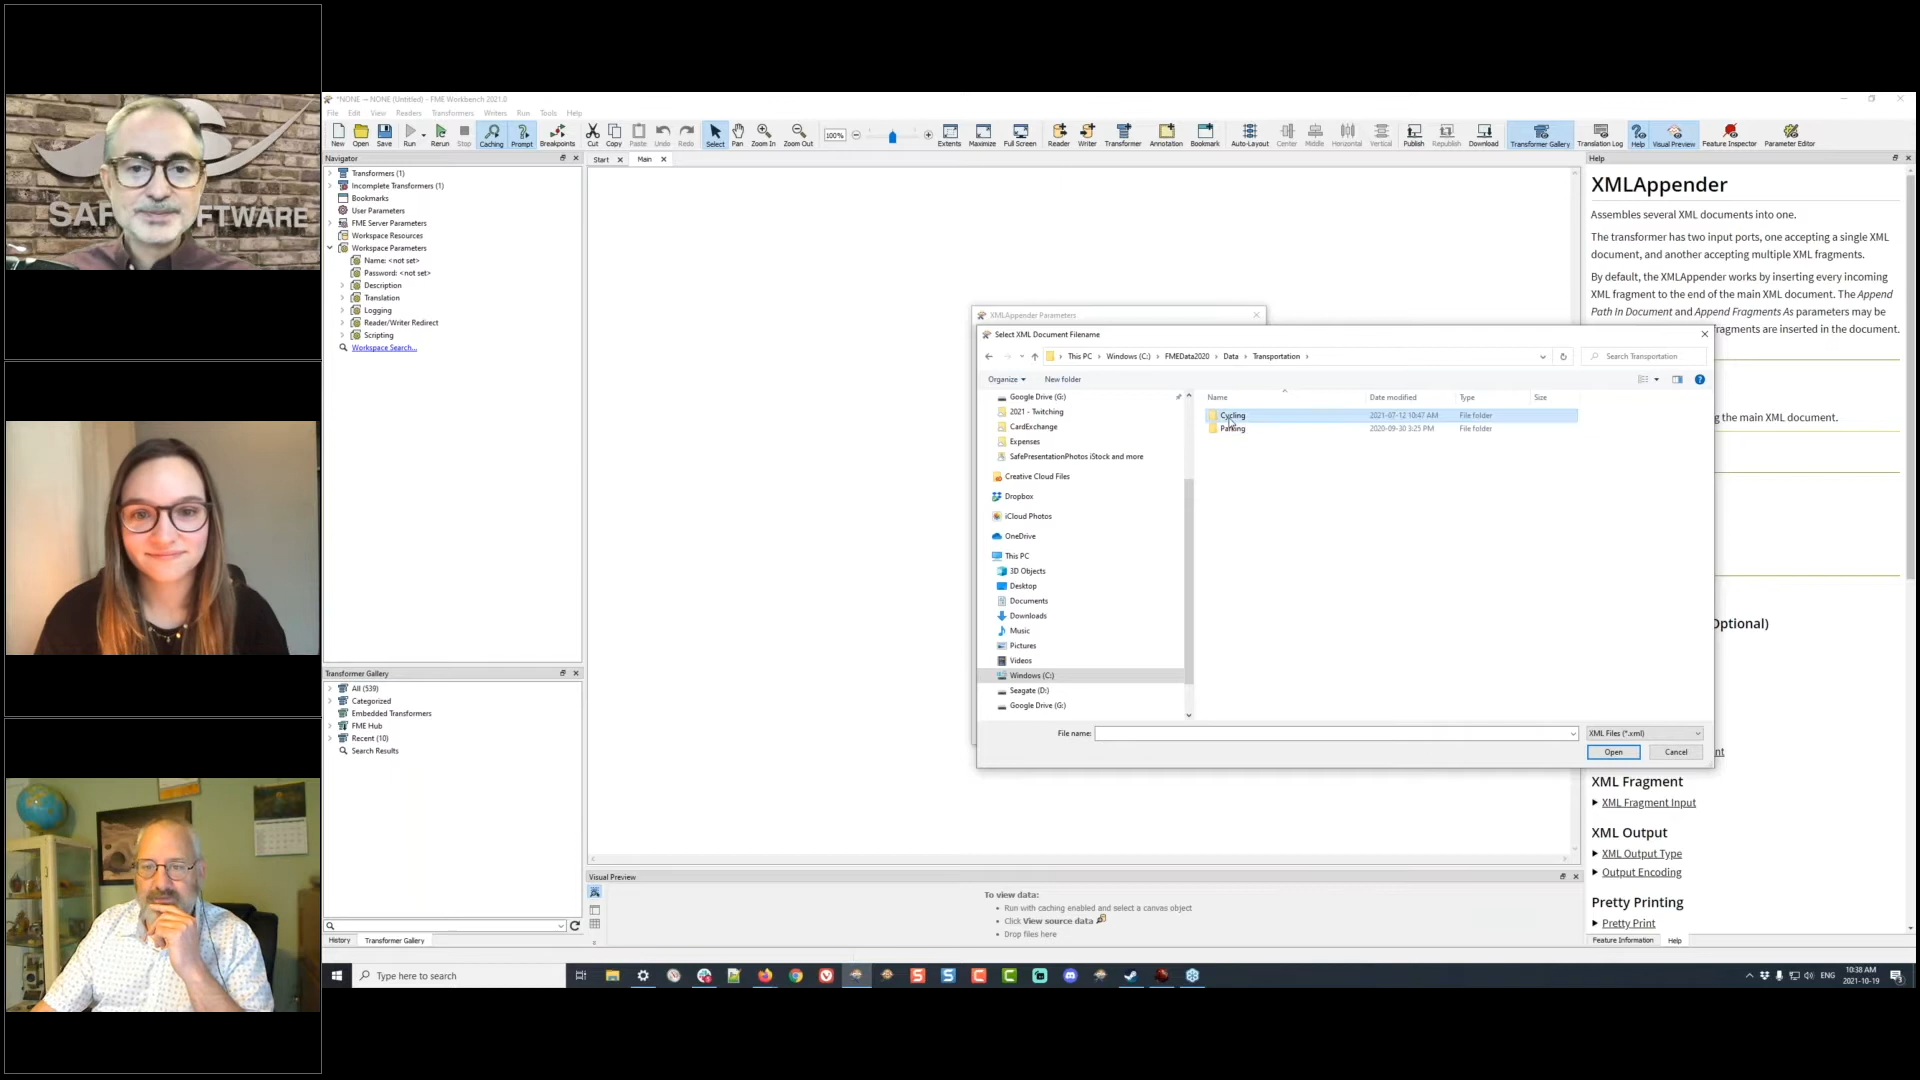 SAF FTWARE
*NONE → NONE (Untitled) - FME Workbench 2021.0
File Edit View Readers Transformers Writers Run Tools Help
New Open Save Run Rerun Stop Caching Prompt Breakpoints Cut Copy Paste Undo Redo Select Pan Zoom In Zoom Out 100% Extents Maximize Full Screen Reader Writer Transformer Annotation Bookmark Auto-Layout Center Middle Horizontal Vertical Publish Republish Download Transformer Gallery Translation Log Help Visual Preview Feature Inspector Parameter Editor
Navigator
Transformers (1)
Incomplete Transformers (1)
Bookmarks
User Parameters
FME Server Parameters
Workspace Resources
Workspace Parameters
Name: <not set>
Password: <not set>
Description
Translation
Logging
Reader/Writer Redirect
Scripting
Workspace Search...
Transformer Gallery
All (539)
Categorized
Embedded Transformers
FME Hub
Recent (10)
Search Results
History Transformer Gallery
Start Main
XMLAppender Parameters
Select XML Document Filename
This PC > Windows (C:) > FMEData2020 > Data > Transportation >
Search Transportation
Organize New folder
Google Drive (G:)
2021 - Twitching
CardExchange
Expenses
SafePresentationPhotos iStock and more
Creative Cloud Files
Dropbox
iCloud Photos
OneDrive
This PC
3D Objects
Desktop
Documents
Downloads
Music
Pictures
Videos
Windows (C:)
Seagate (D:)
Google Drive (G:)
Name Date modified Type Size
Cycling 2021-07-12 10:47 AM File folder
Parking 2020-09-30 3:25 PM File folder
File name: XML Files (*.xml)
Open Cancel
Visual Preview
To view data:
• Run with caching enabled and select a canvas object
• Click View source data
• Drop files here
Help
XMLAppender
Assembles several XML documents into one.
The transformer has two input ports, one accepting a single XML
document, and another accepting multiple XML fragments.
By default, the XMLAppender works by inserting every incoming
XML fragment to the end of the main XML document. The Append
Path In Document and Append Fragments As parameters may be
fragments are inserted in the document.
g the main XML document.
Optional)
nt
XML Fragment
XML Fragment Input
XML Output
XML Output Type
Output Encoding
Pretty Printing
Pretty Print
Feature Information Help
Type here to search
ENG
10:38 AM
2021-10-19